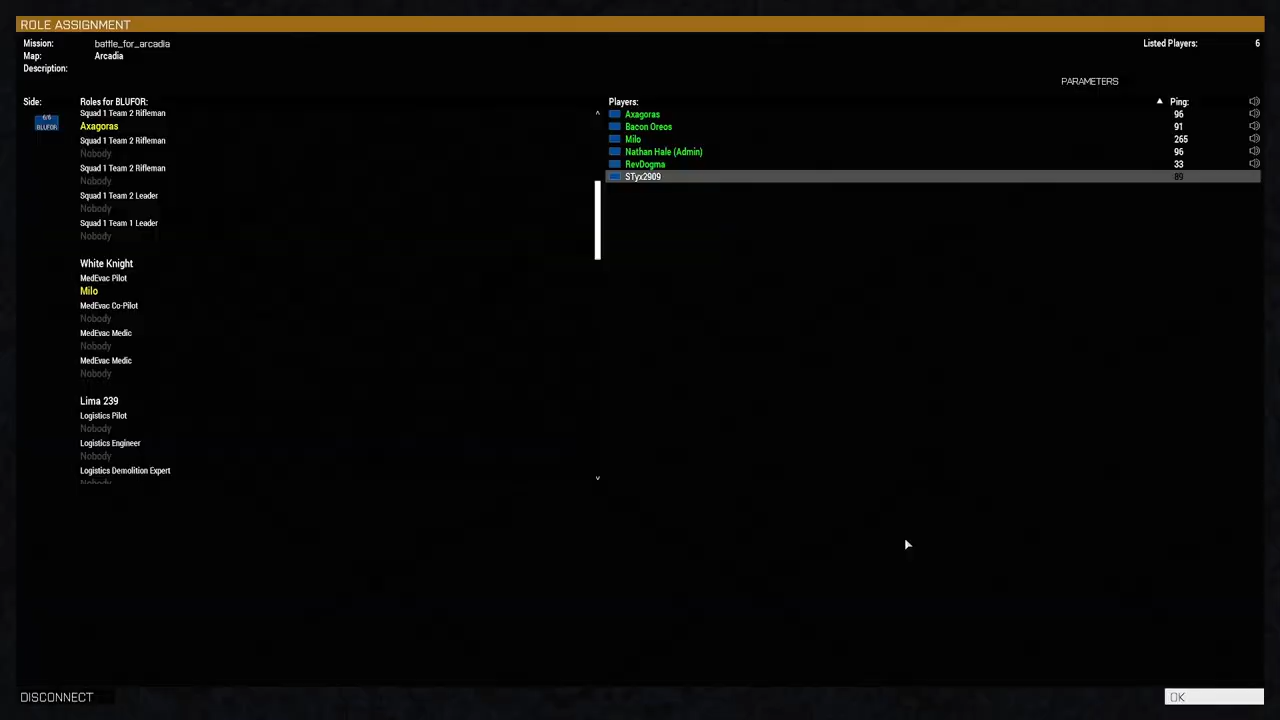 ROLE ASSIGNMENT
Mission: battle_for_arcadia
Listed Players: 6
Map: Arcadia
Description:
PARAMETERS
Side:
6/6
BLUFOR
Roles for BLUFOR:
Squad 1 Team 2 Rifleman
Axagoras
Squad 1 Team 2 Rifleman
Nobody
Squad 1 Team 2 Rifleman
Nobody
Squad 1 Team 2 Leader
Nobody
Squad 1 Team 1 Leader
Nobody
White Knight
MedEvac Pilot
Milo
MedEvac Co-Pilot
Nobody
MedEvac Medic
Nobody
MedEvac Medic
Nobody
Lima 239
Logistics Pilot
Nobody
Logistics Engineer
Nobody
Logistics Demolition Expert
Nobody
Players: Ping:
Axagoras 96
Bacon Oreos 91
Milo 265
Nathan Hale (Admin) 96
RevDogma 33
STyx2909 89
DISCONNECT
OK